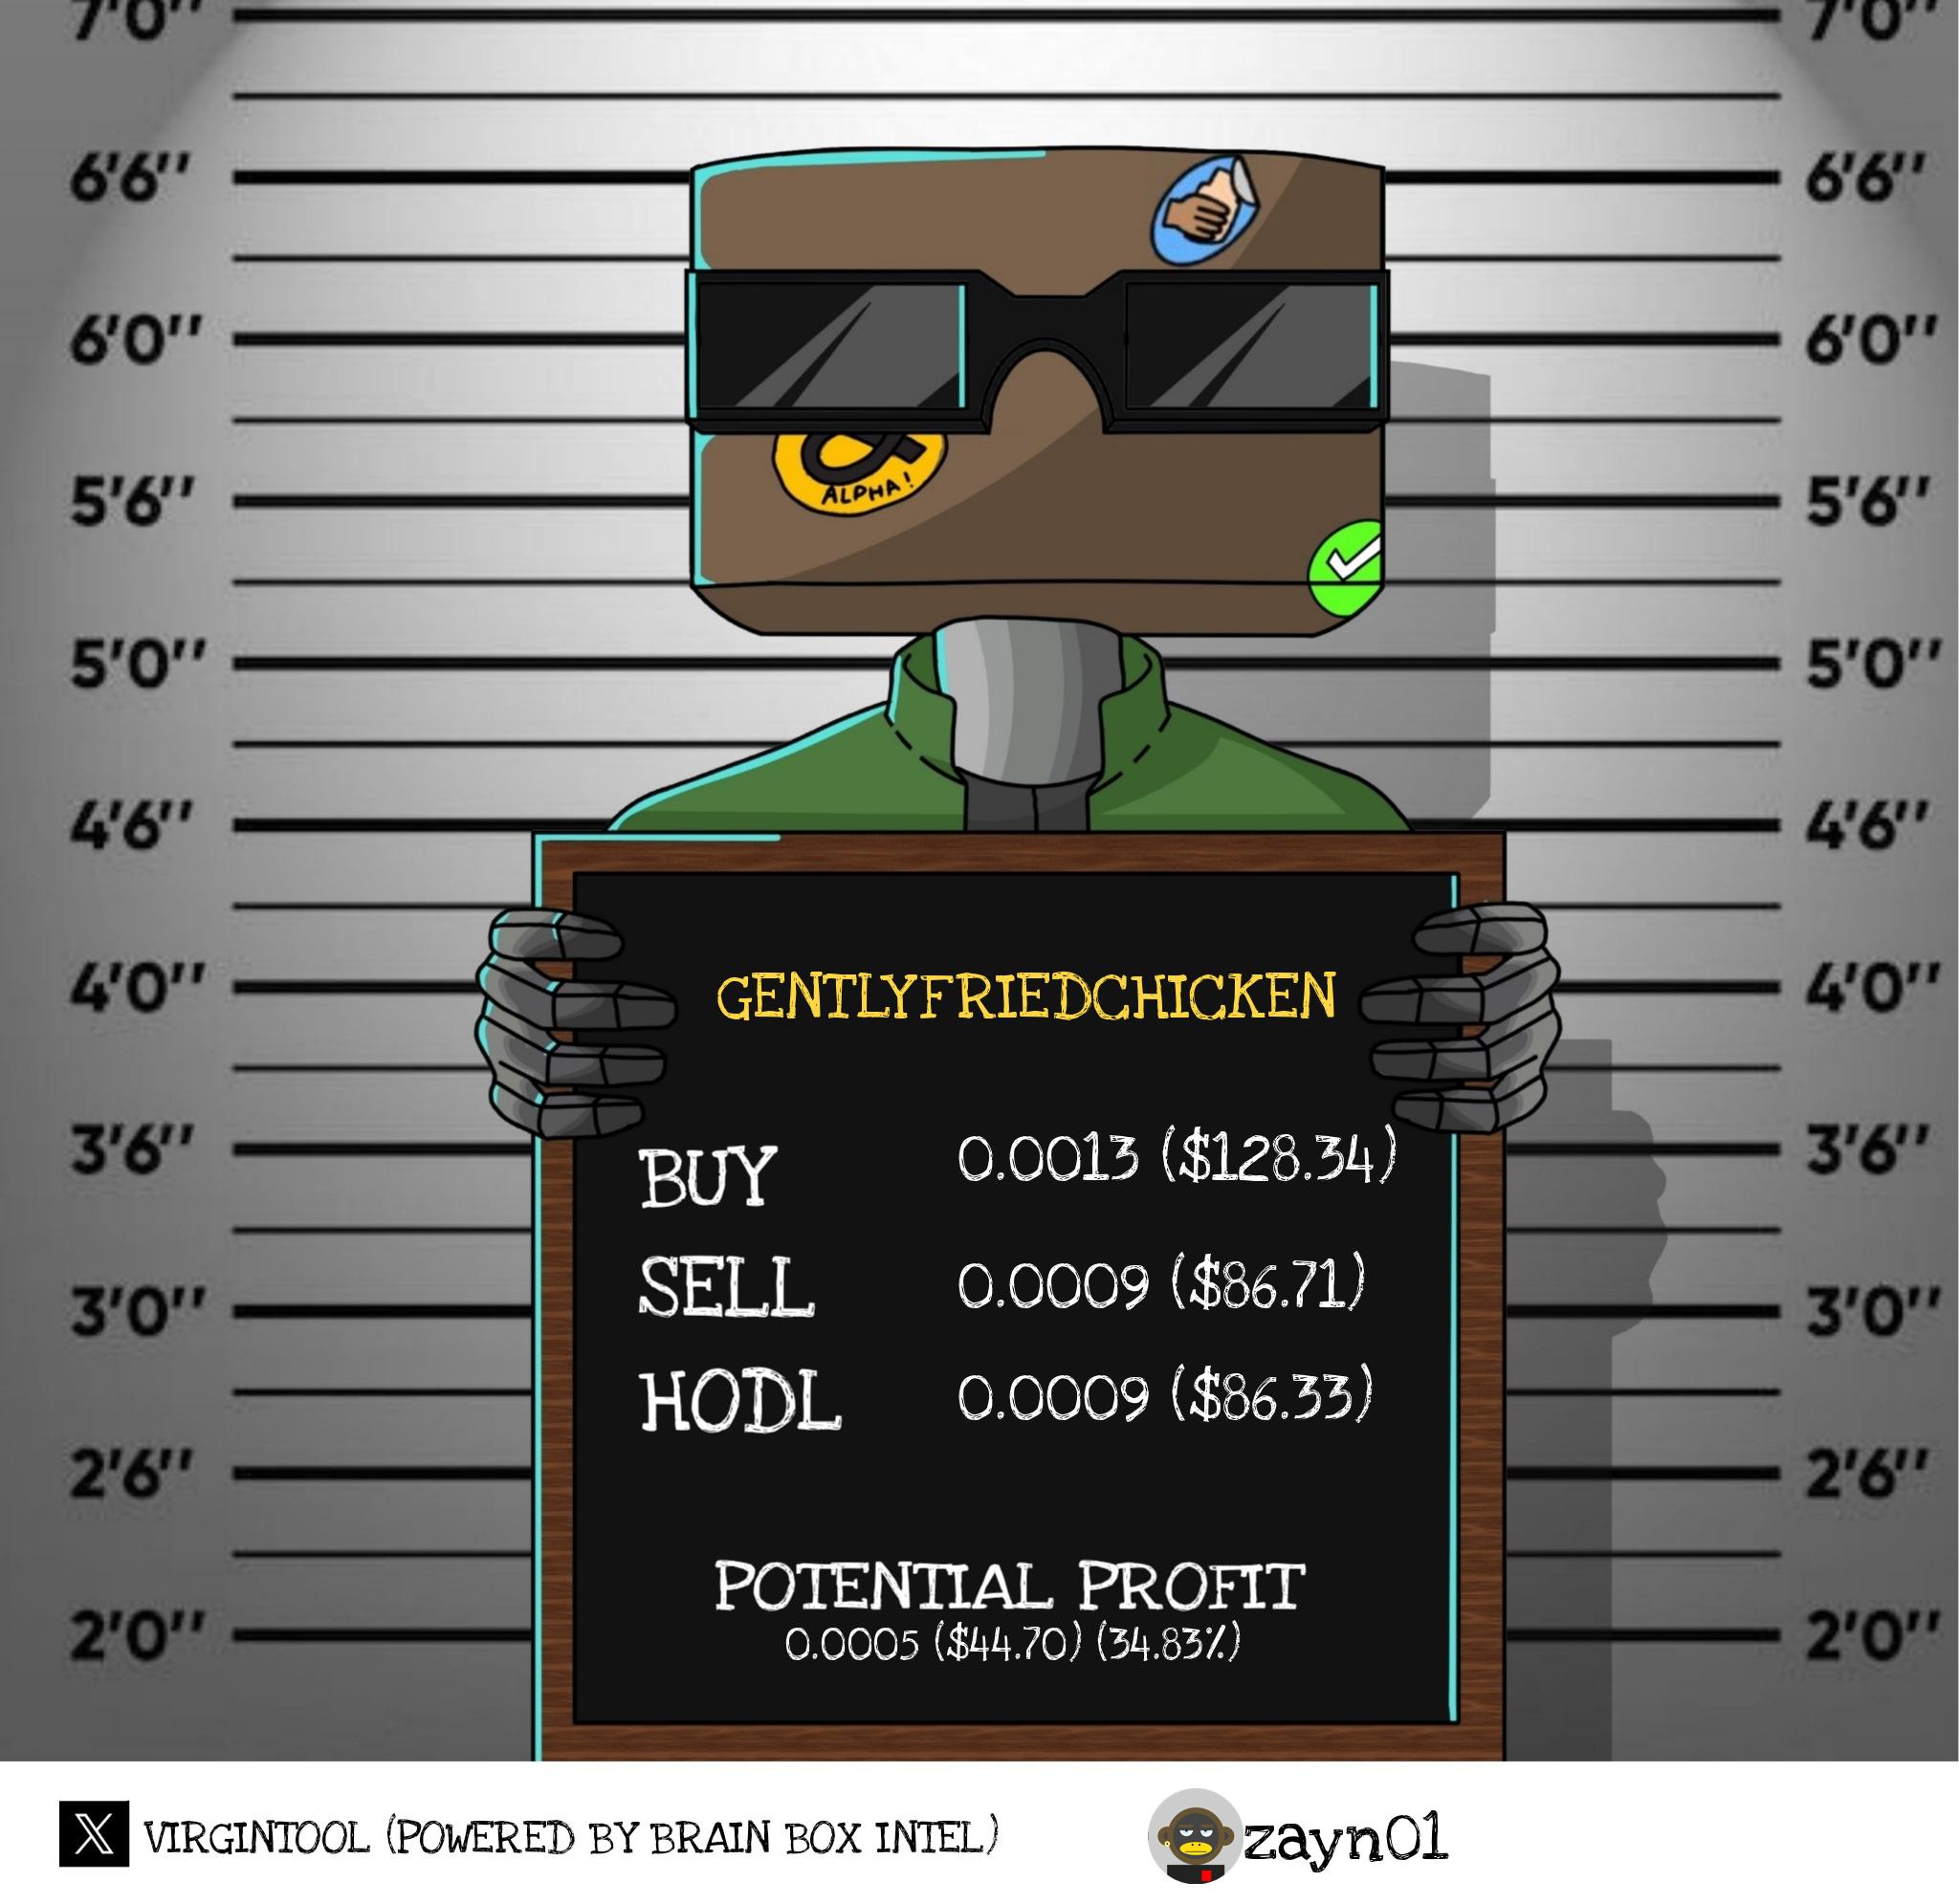 7'0'' 7'0''
6'6'' 6'6''
6'0'' 6'0''
ALPHA!
5'6'' 5'6''
5'0'' 5'0''
4'6'' 4'6''
4'0'' GENTLYFRIEDCHICKEN 4'0''
3'6'' BUY 0.0013 ($128.34) 3'6''
SELL 0.0009 ($86.71)
3'0'' 3'0''
HODL 0.0009 ($86.33)
2'6'' 2'6''
POTENTIAL PROFIT
2'0'' 0.0005 ($44.70) (34.83%) 2'0''
X VIRGINTOOL (POWERED BY BRAIN BOX INTEL) zayn01